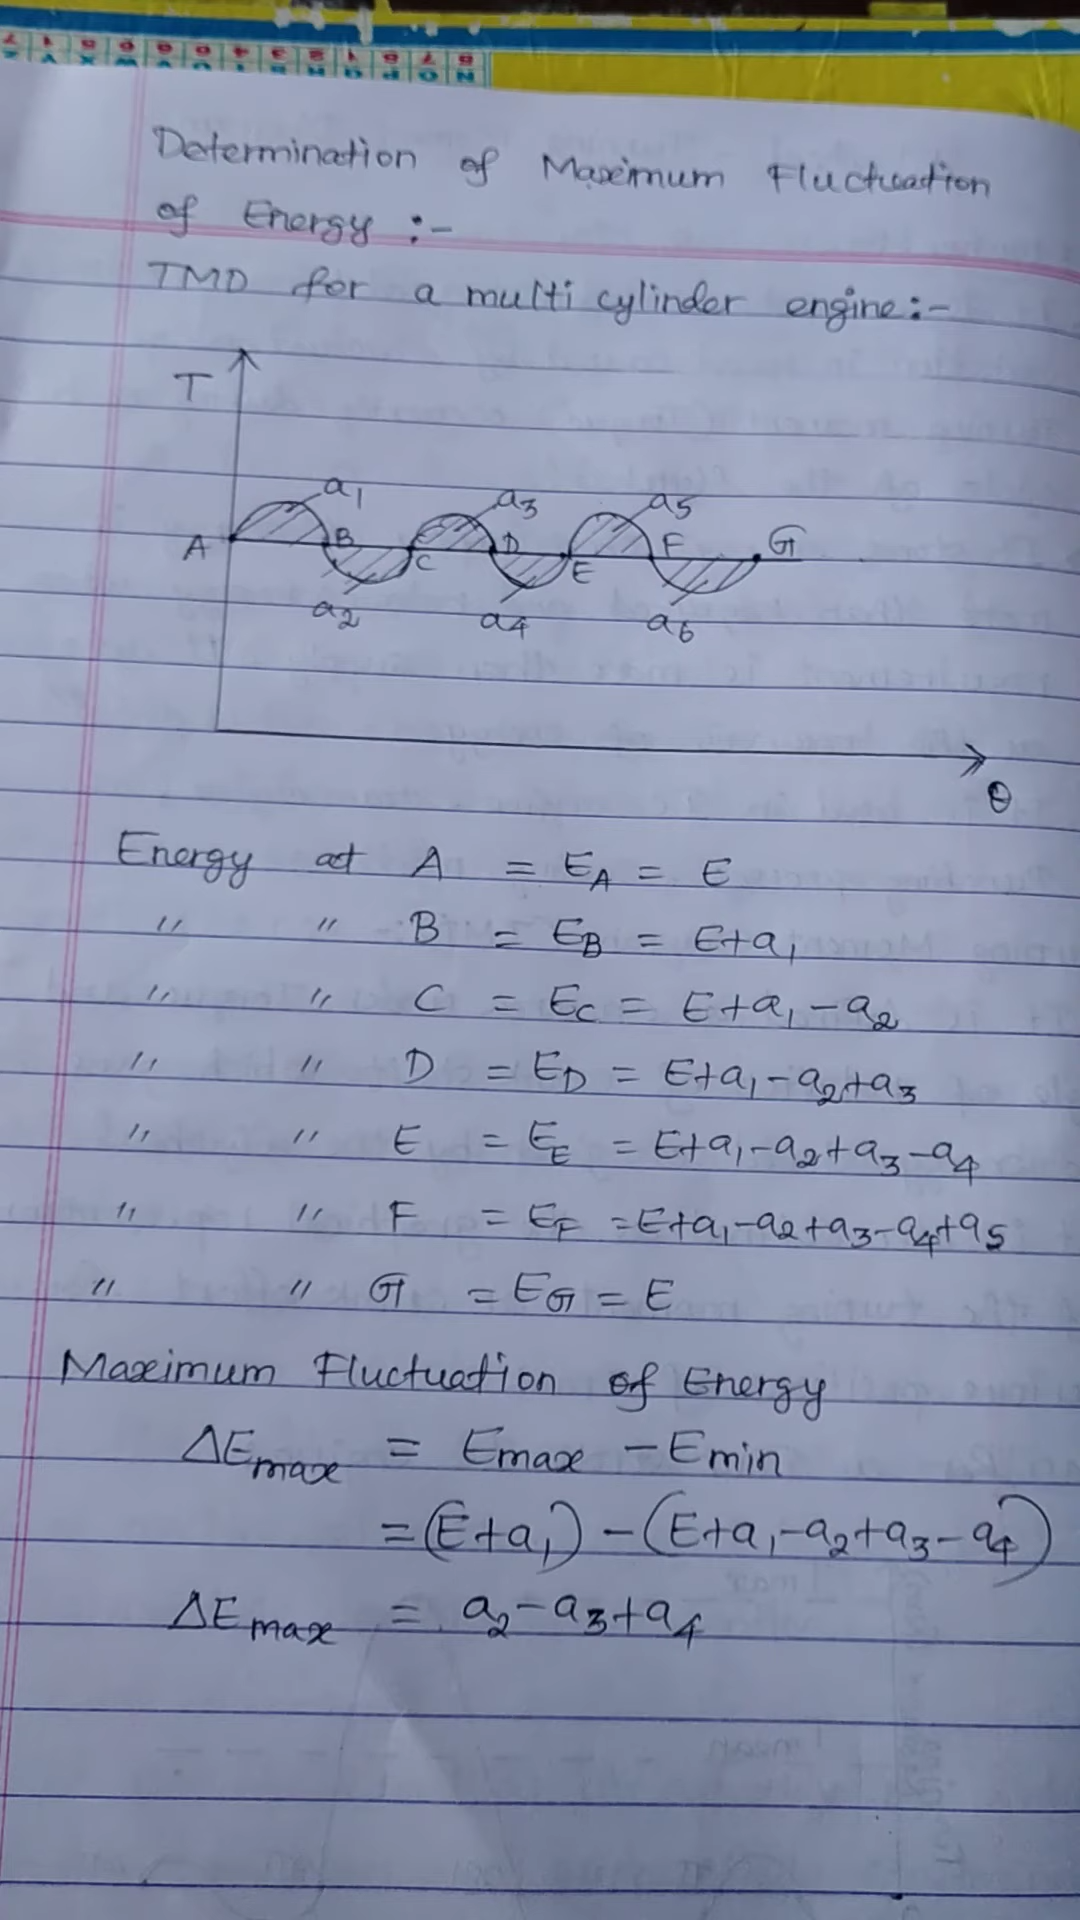 Determination of Maximum Fluctuation
of Energy :-
TMD for a multi cylinder engine:-
T
a1 a3 a5
A B C D E F G
a2 a4 a6
θ
Energy at A = EA = E
" " B = EB = E+a1
" " C = EC = E+a1-a2
" " D = ED = E+a1-a2+a3
" " E = EE = E+a1-a2+a3-a4
" " F = EF = E+a1-a2+a3-a4+a5
" " G = EG = E
Maximum Fluctuation of Energy
ΔEmax = Emax - Emin
= (E+a1) - (E+a1-a2+a3-a4)
ΔEmax = a2-a3+a4